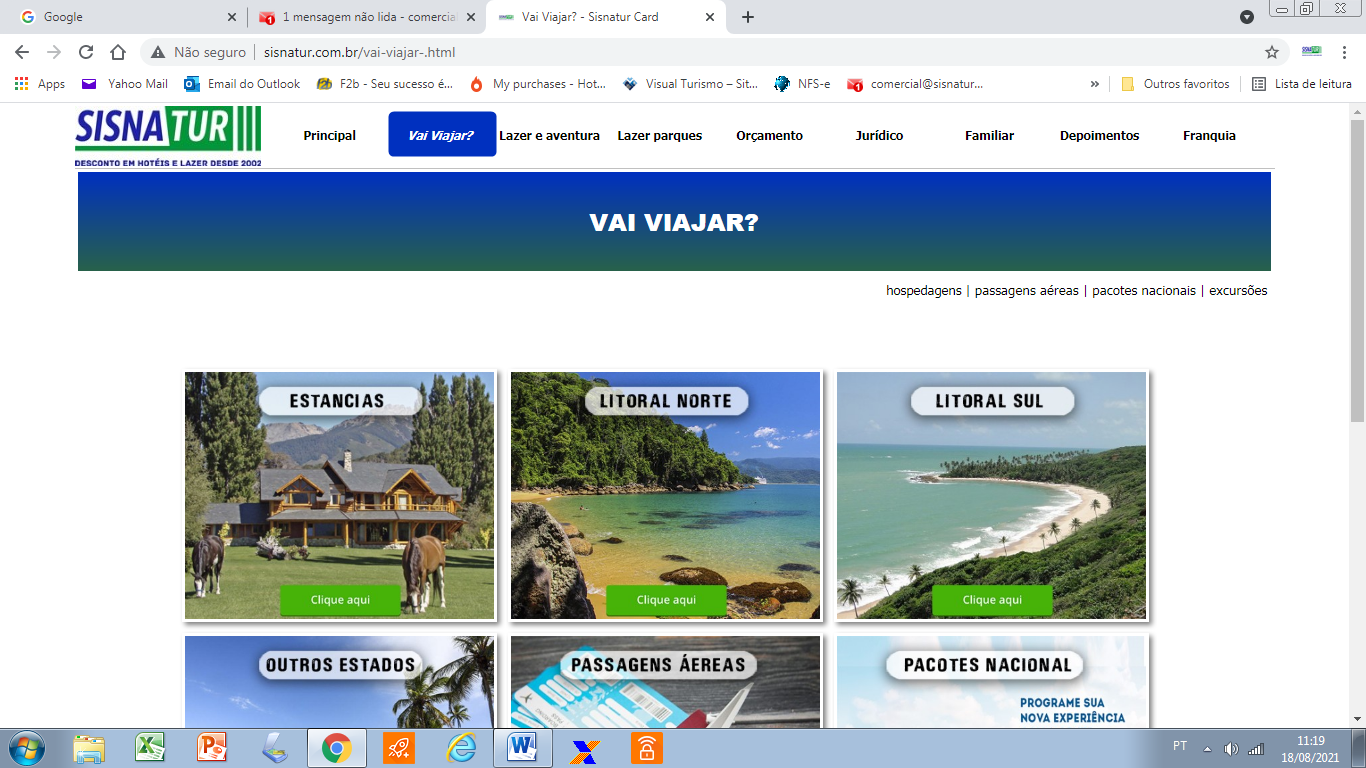 Google
1 mensagem não lida - comercia
Vai Viajar? - Sisnatur Card
Não seguro
sisnatur.com.br/vai-viajar-.html
Apps
Yahoo Mail
Email do Outlook
F2b - Seu sucesso é...
My purchases - Hot...
Visual Turismo – Sit...
NFS-e
comercial@sisnatur...
»
Outros favoritos
Lista de leitura
SISNATUR
DESCONTO EM HOTÉIS E LAZER DESDE 2002
Principal
Vai Viajar?
Lazer e aventura
Lazer parques
Orçamento
Jurídico
Familiar
Depoimentos
Franquia
VAI VIAJAR?
hospedagens | passagens aéreas | pacotes nacionais | excursões
ESTANCIAS
Clique aqui
LITORAL NORTE
Clique aqui
LITORAL SUL
Clique aqui
OUTROS ESTADOS
PASSAGENS ÁEREAS
PACOTES NACIONAL
PROGRAME SUA
NOVA EXPERIÊNCIA
PT
11:19
18/08/2021